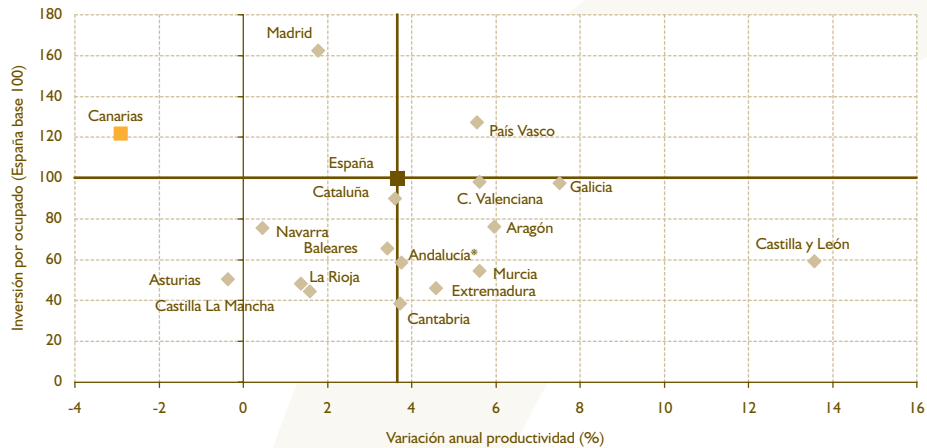 180
160
140
120
100
80
60
40
20
0
Inversión por ocupado (España base 100)
Madrid
Canarias
País Vasco
España
Cataluña
C. Valenciana
Galicia
Navarra
Aragón
Baleares
Andalucía*
Castilla y León
Asturias
La Rioja
Murcia
Castilla La Mancha
Extremadura
Cantabria
-4
-2
0
2
4
6
8
10
12
14
16
Variación anual productividad (%)